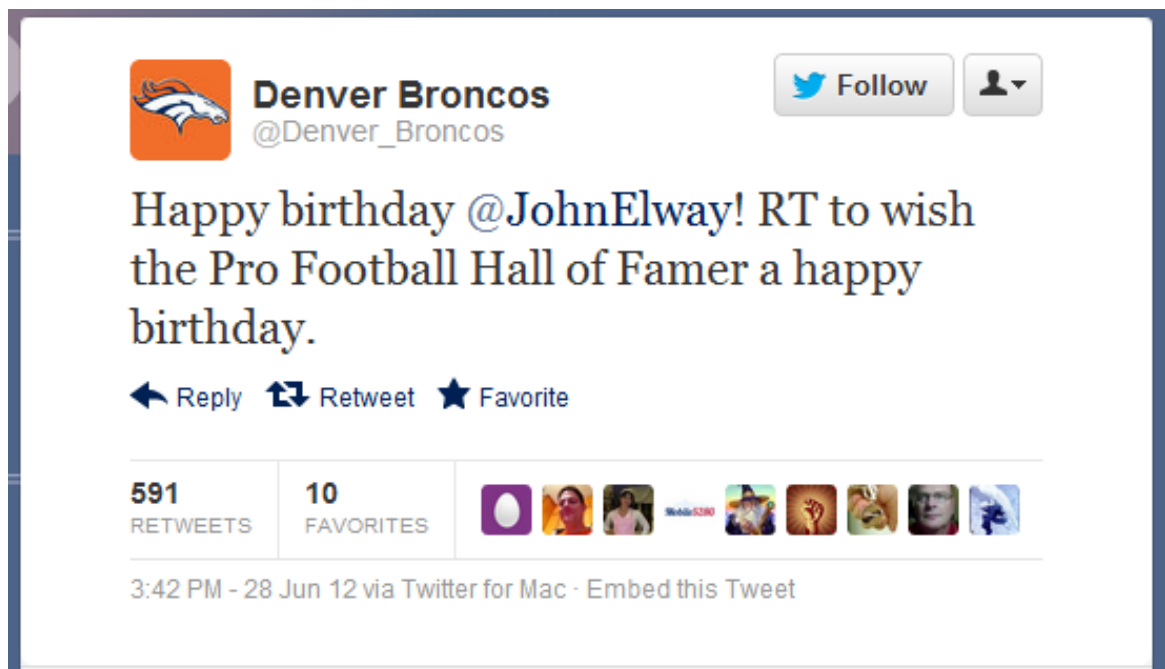 Denver Broncos
@Denver_Broncos
Follow
Happy birthday @JohnElway! RT to wish
the Pro Football Hall of Famer a happy
birthday.
Reply Retweet Favorite
591
RETWEETS
10
FAVORITES
Mobile5280
3:42 PM - 28 Jun 12 via Twitter for Mac · Embed this Tweet